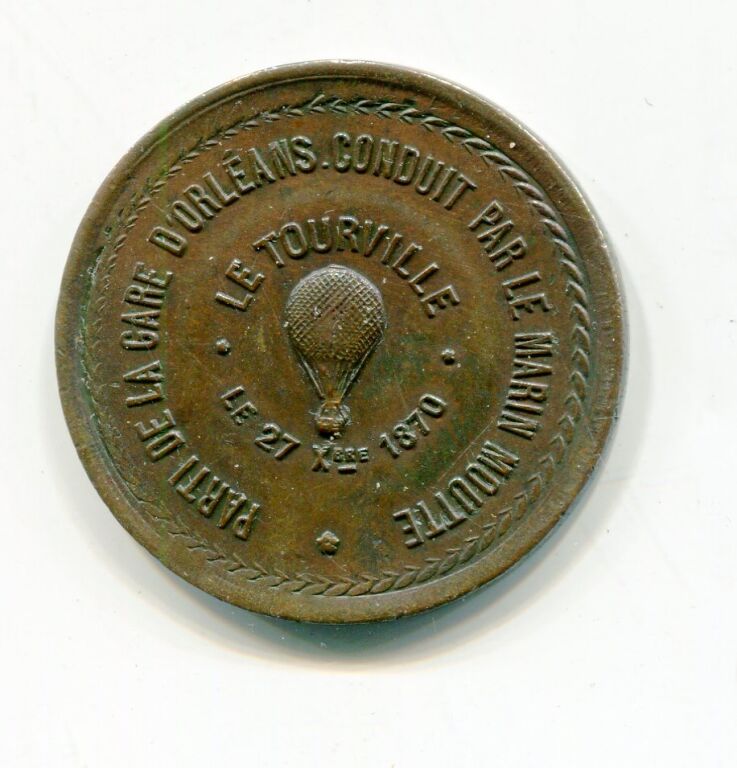 PARTI DE LA GARE D'ORLÉANS. CONDUIT PAR LE MARIN MOUTTE
LE TOURVILLE
LE 27 XBRE 1870